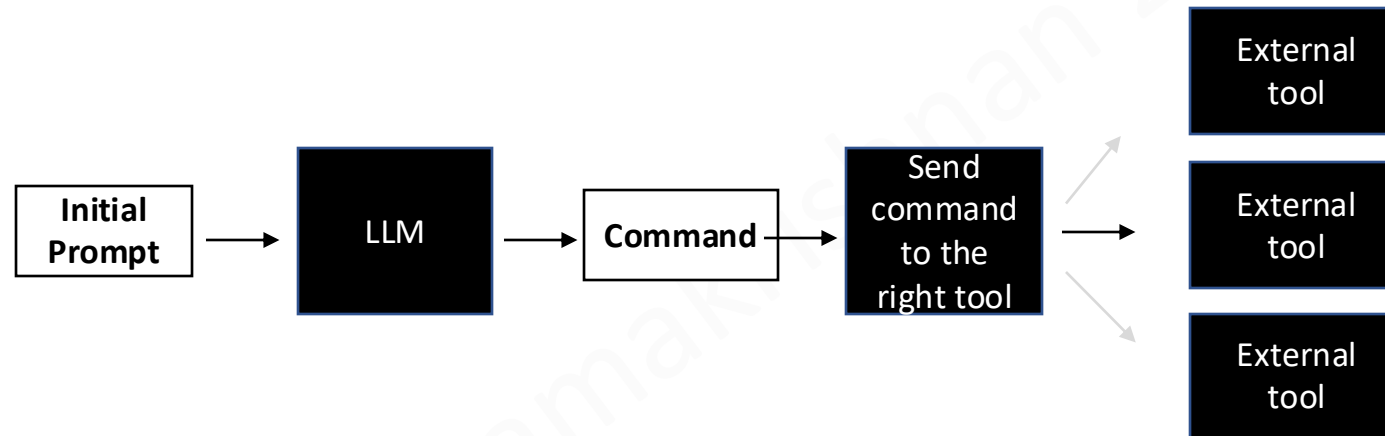 Initial
Prompt
LLM
Command
Send
command
to the
right tool
External
tool
External
tool
External
tool